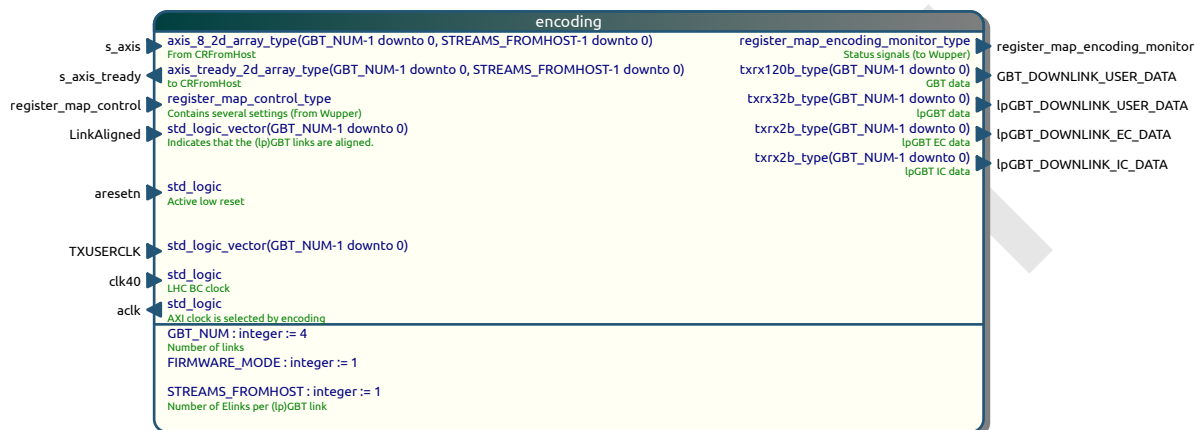 encoding
s_axis
axis_8_2d_array_type(GBT_NUM-1 downto 0, STREAMS_FROMHOST-1 downto 0)
From CRFromHost
s_axis_tready
axis_tready_2d_array_type(GBT_NUM-1 downto 0, STREAMS_FROMHOST-1 downto 0)
to CRFromHost
register_map_control
register_map_control_type
Contains several settings (from Wupper)
LinkAligned
std_logic_vector(GBT_NUM-1 downto 0)
Indicates that the (lp)GBT links are aligned.
aresetn
std_logic
Active low reset
TXUSERCLK
std_logic_vector(GBT_NUM-1 downto 0)
clk40
std_logic
LHC BC clock
aclk
std_logic
AXI clock is selected by encoding
register_map_encoding_monitor_type
Status signals (to Wupper)
register_map_encoding_monitor
txrx120b_type(GBT_NUM-1 downto 0)
GBT data
GBT_DOWNLINK_USER_DATA
txrx32b_type(GBT_NUM-1 downto 0)
lpGBT data
lpGBT_DOWNLINK_USER_DATA
txrx2b_type(GBT_NUM-1 downto 0)
lpGBT EC data
lpGBT_DOWNLINK_EC_DATA
txrx2b_type(GBT_NUM-1 downto 0)
lpGBT IC data
lpGBT_DOWNLINK_IC_DATA
GBT_NUM : integer := 4
Number of links
FIRMWARE_MODE : integer := 1
STREAMS_FROMHOST : integer := 1
Number of Elinks per (lp)GBT link